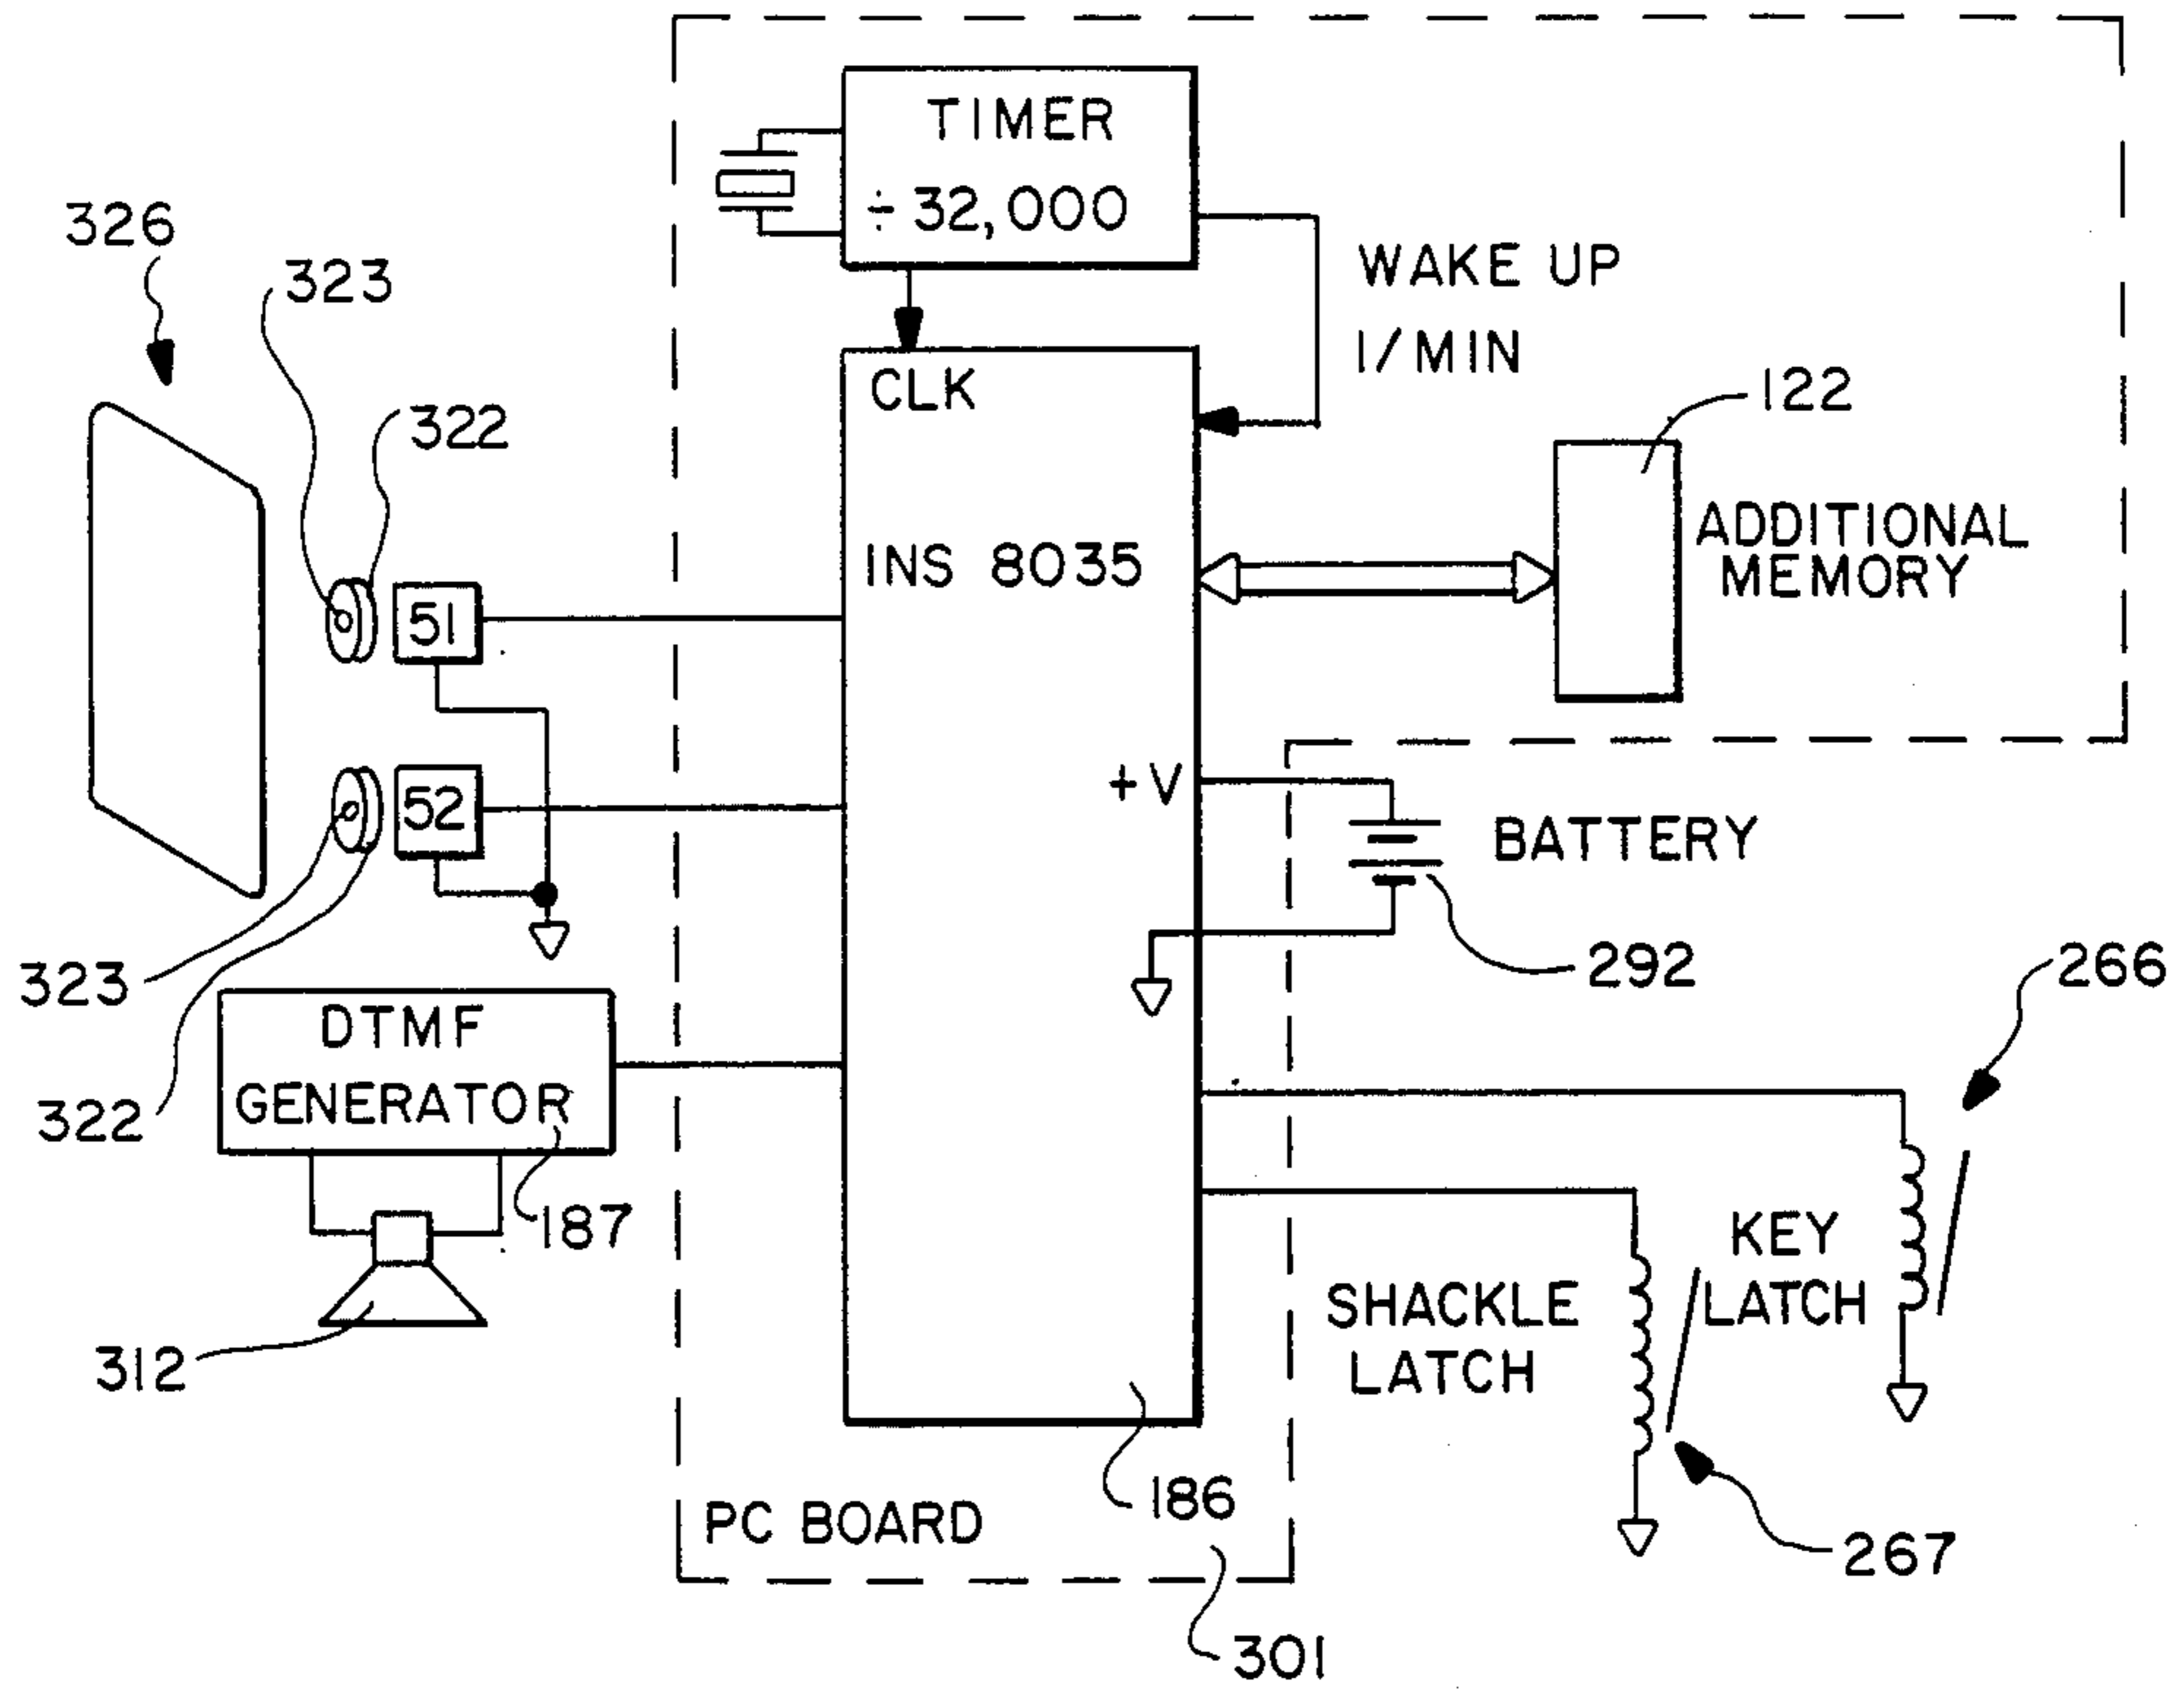 TIMER
÷32,000
326
323
WAKE UP
1/MIN
CLK
122
322
INS 8035
ADDITIONAL
MEMORY
51
+V
52
BATTERY
292
266
323
DTMF
GENERATOR
322
187
KEY
LATCH
SHACKLE
LATCH
312
186
PC BOARD
267
301